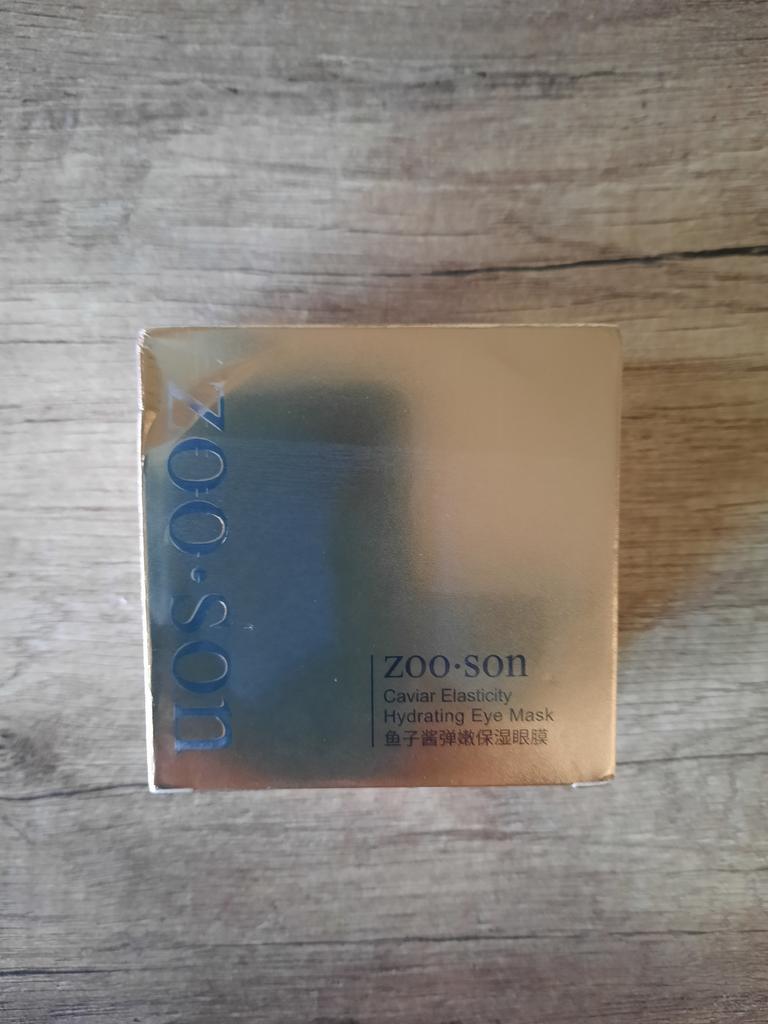 zoo·son
zoo·son
Caviar Elasticity
Hydrating Eye Mask
鱼子酱弹嫩保湿眼膜